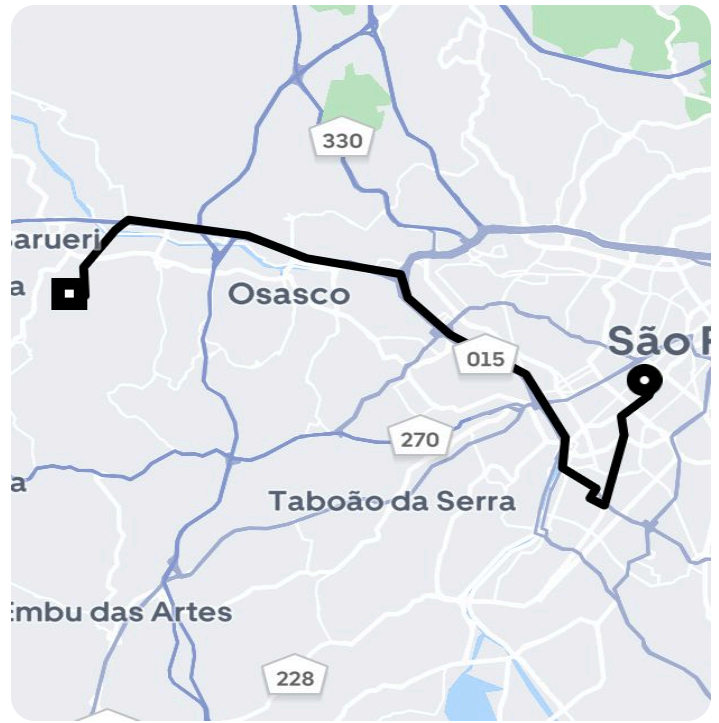 330
arueri
a
Osasco
São P
015
270
a
Taboão da Serra
Embu das Artes
228